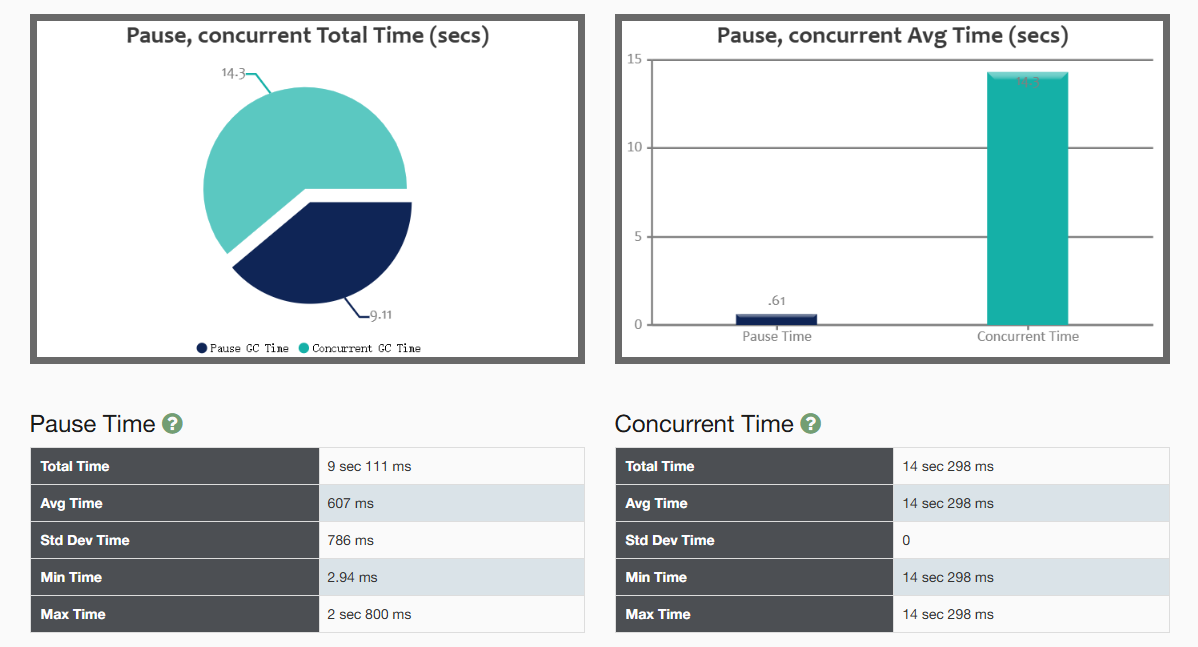 Pause, concurrent Total Time (secs)
14.3
9.11
Pause GC Time Concurrent GC Time
Pause, concurrent Avg Time (secs)
15
10
5
0
.61
14.3
Pause Time Concurrent Time
Pause Time ?
Total Time 9 sec 111 ms
Avg Time 607 ms
Std Dev Time 786 ms
Min Time 2.94 ms
Max Time 2 sec 800 ms
Concurrent Time ?
Total Time 14 sec 298 ms
Avg Time 14 sec 298 ms
Std Dev Time 0
Min Time 14 sec 298 ms
Max Time 14 sec 298 ms